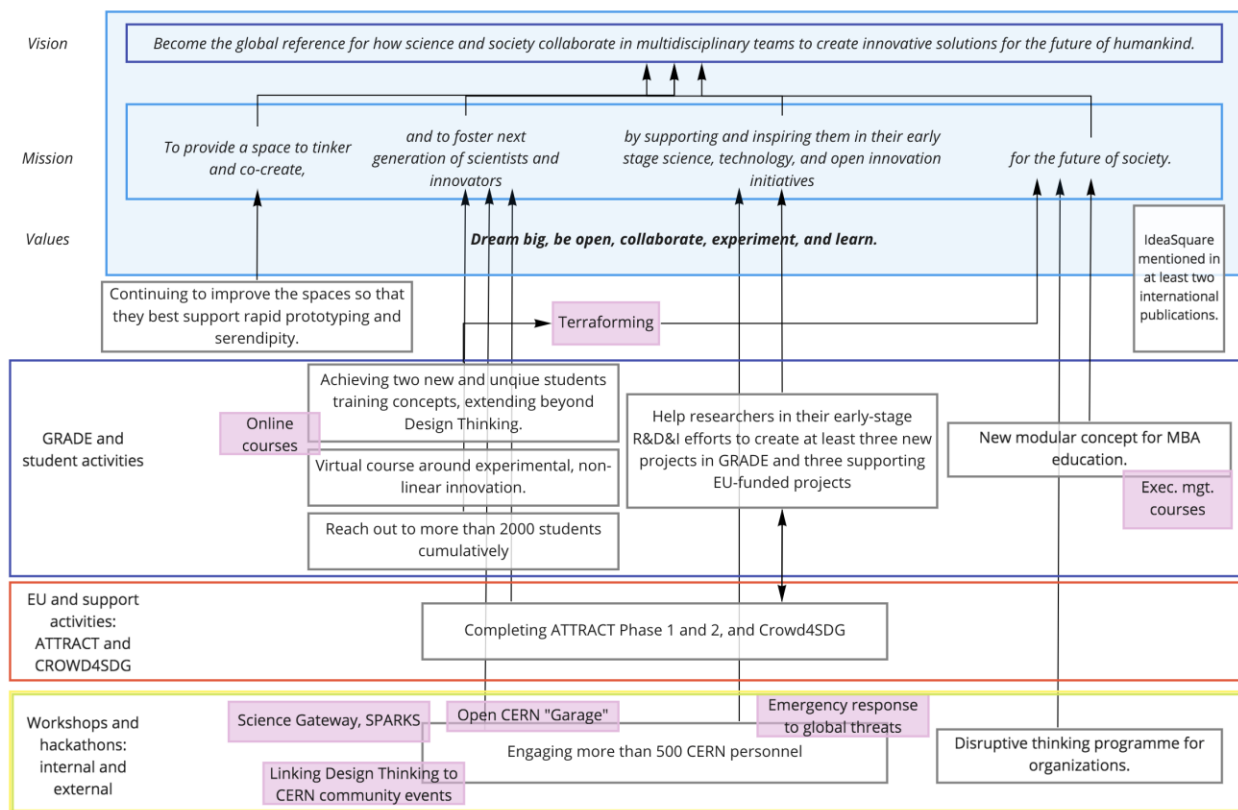 Vision
Become the global reference for how science and society collaborate in multidisciplinary teams to create innovative solutions for the future of humankind.
Mission
To provide a space to tinker
and co-create,
and to foster next
generation of scientists and
innovators
by supporting and inspiring them in their early
stage science, technology, and open innovation
initiatives
for the future of society.
Values
Dream big, be open, collaborate, experiment, and learn.
IdeaSquare
mentioned in
at least two
international
publications.
Continuing to improve the spaces so that
they best support rapid prototyping and
serendipity.
Terraforming
GRADE and
student activities
Online
courses
Achieving two new and unqiue students
training concepts, extending beyond
Design Thinking.
Virtual course around experimental, non-
linear innovation.
Reach out to more than 2000 students
cumulatively
Help researchers in their early-stage
R&D&I efforts to create at least three new
projects in GRADE and three supporting
EU-funded projects
New modular concept for MBA
education.
Exec. mgt.
courses
EU and support
activities:
ATTRACT and
CROWD4SDG
Completing ATTRACT Phase 1 and 2, and Crowd4SDG
Workshops and
hackathons:
internal and
external
Science Gateway, SPARKS
Open CERN "Garage"
Emergency response
to global threats
Engaging more than 500 CERN personnel
Linking Design Thinking to
CERN community events
Disruptive thinking programme for
organizations.